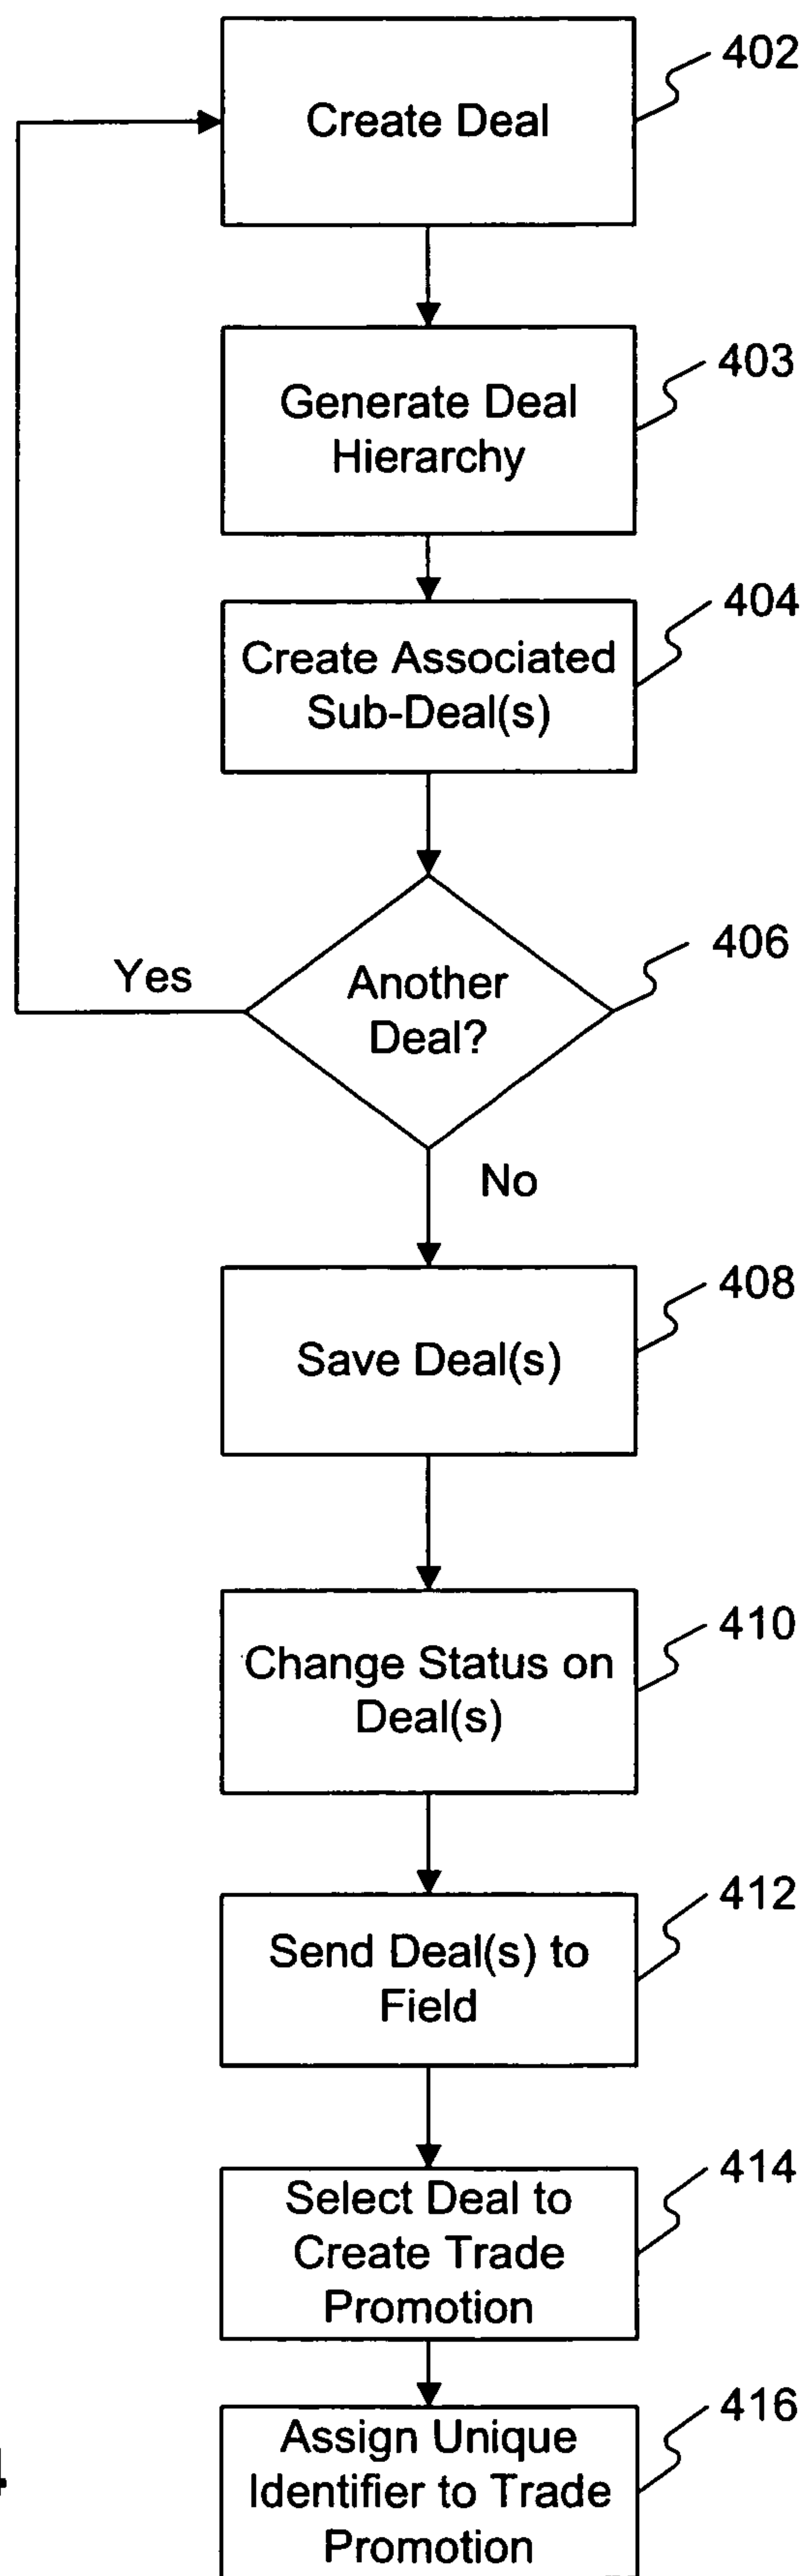 402
Create Deal
403
Generate Deal
Hierarchy
404
Create Associated
Sub-Deal(s)
406
Yes
Another
Deal?
No
408
Save Deal(s)
410
Change Status on
Deal(s)
412
Send Deal(s) to
Field
414
Select Deal to
Create Trade
Promotion
416
Assign Unique
Identifier to Trade
Promotion